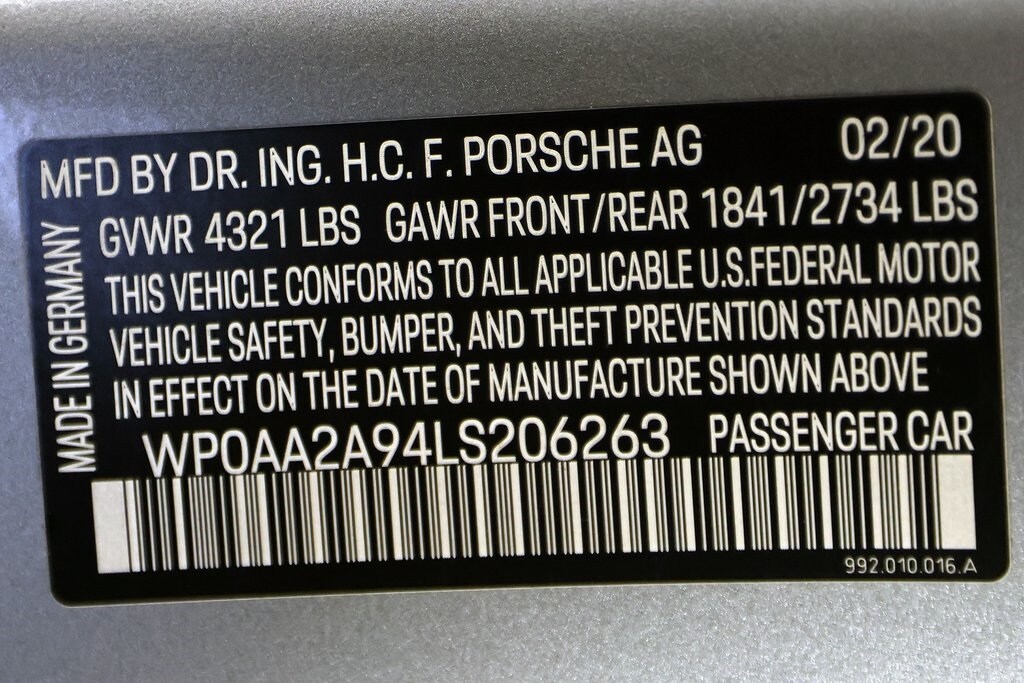 MFD BY DR. ING. H.C. F. PORSCHE AG 02/20
GVWR 4321 LBS GAWR FRONT/REAR 1841/2734 LBS
THIS VEHICLE CONFORMS TO ALL APPLICABLE U.S.FEDERAL MOTOR
VEHICLE SAFETY, BUMPER, AND THEFT PREVENTION STANDARDS
IN EFFECT ON THE DATE OF MANUFACTURE SHOWN ABOVE
WP0AA2A94LS206263 PASSENGER CAR
992.010.016.A
MADE IN GERMANY